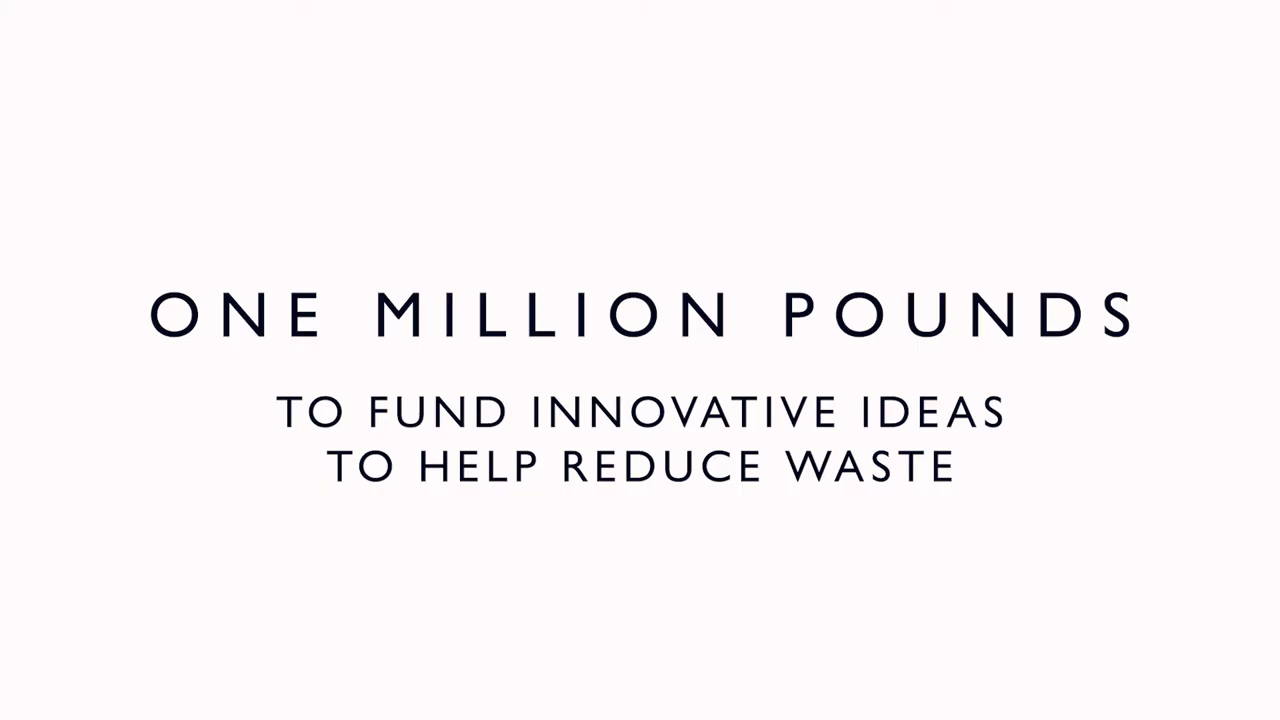 ONE MILLION POUNDS
TO FUND INNOVATIVE IDEAS
TO HELP REDUCE WASTE